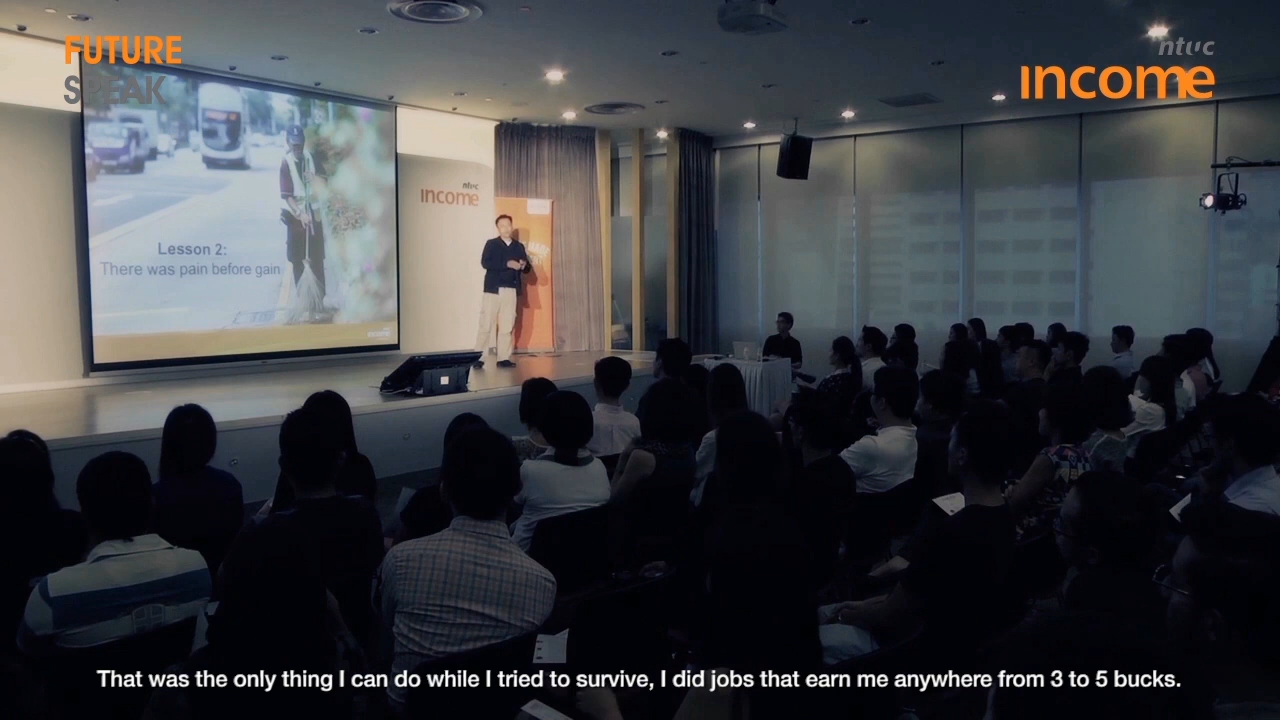 FUTURE
SPEAK
ntuc
income
ntuc
income
Lesson 2:
There was pain before gain
income
That was the only thing I can do while I tried to survive, I did jobs that earn me anywhere from 3 to 5 bucks.